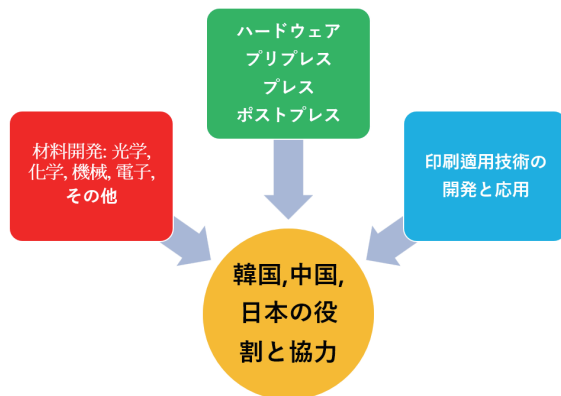 ハードウェア
プリプレス
プレス
ポストプレス
材料開発: 光学,
化学, 機械, 電子,
その他
印刷適用技術の
開発と応用
韓国,中国,
日本の役
割と協力